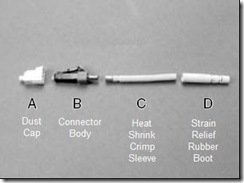 A B C D
Dust Cap
Connector Body
Heat Shrink Crimp Sleeve
Strain Relief Rubber Boot